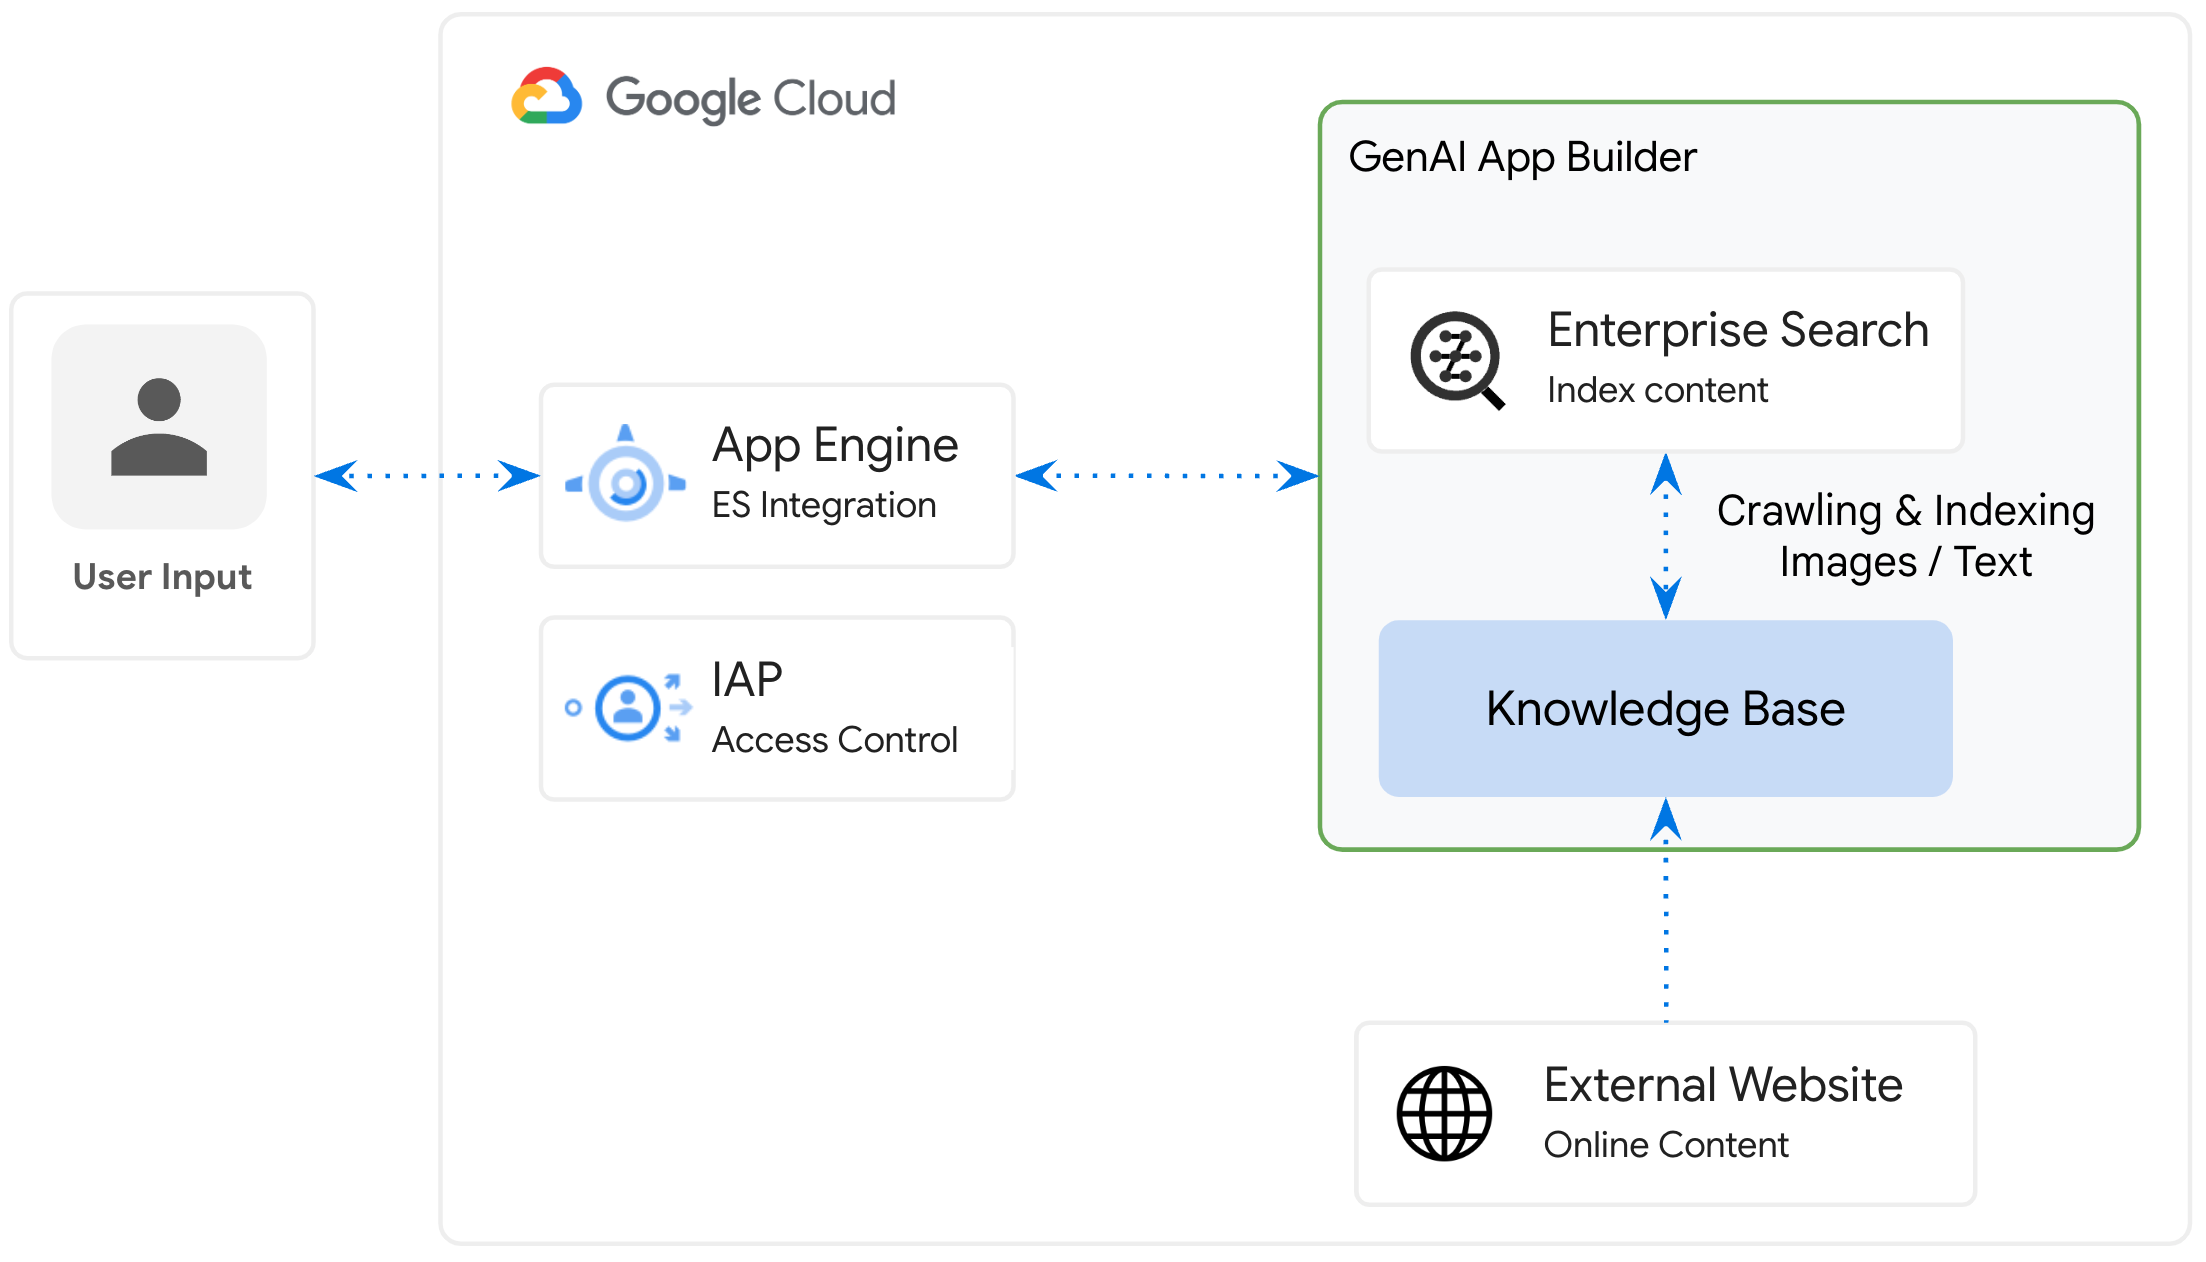 Google Cloud
GenAI App Builder
Enterprise Search
Index content
User Input
App Engine
ES Integration
Crawling & Indexing
Images / Text
IAP
Access Control
Knowledge Base
External Website
Online Content